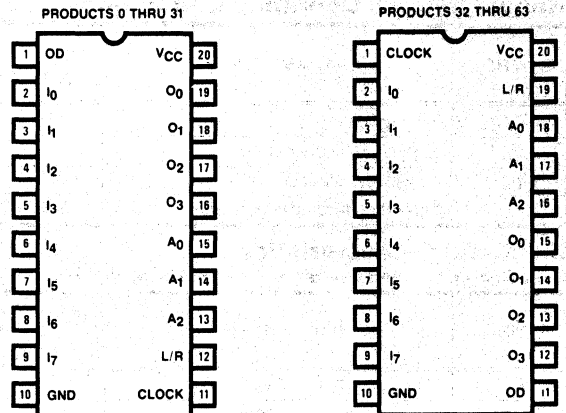 PRODUCTS 0 THRU 31
1 OD VCC 20
2 I0 O0 19
3 I1 O1 18
4 I2 O2 17
5 I3 O3 16
6 I4 A0 15
7 I5 A1 14
8 I6 A2 13
9 I7 L/R 12
10 GND CLOCK 11
PRODUCTS 32 THRU 63
1 CLOCK VCC 20
2 I0 L/R 19
3 I1 A0 18
4 I2 A1 17
5 I3 A2 16
6 I4 O0 15
7 I5 O1 14
8 I6 O2 13
9 I7 O3 12
10 GND OD 11